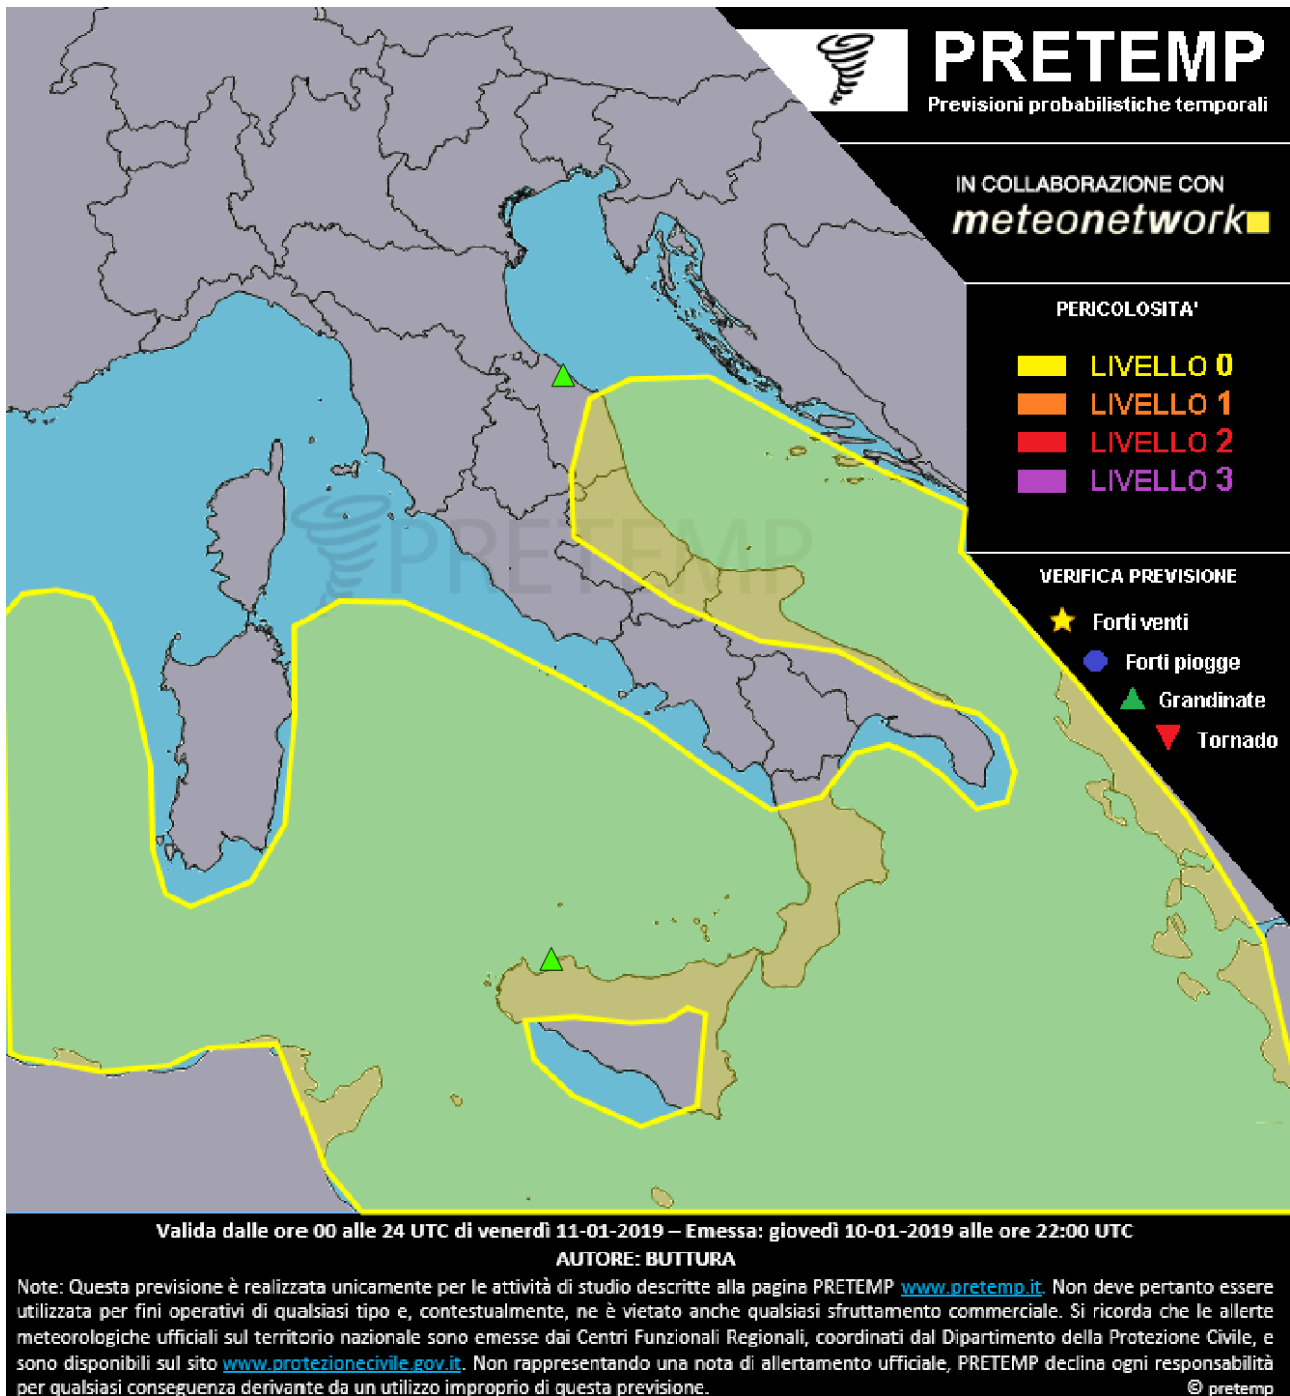 PRETEMP
Previsioni probabilistiche temporali
IN COLLABORAZIONE CON
meteonetwork
PERICOLOSITA'
LIVELLO 0
LIVELLO 1
LIVELLO 2
LIVELLO 3
VERIFICA PREVISIONE
Forti venti
Forti piogge
Grandinate
Tornado
PRETEMP
Valida dalle ore 00 alle 24 UTC di venerdì 11-01-2019 – Emessa: giovedì 10-01-2019 alle ore 22:00 UTC
AUTORE: BUTTURA
Note: Questa previsione è realizzata unicamente per le attività di studio descritte alla pagina PRETEMP www.pretemp.it. Non deve pertanto essere
utilizzata per fini operativi di qualsiasi tipo e, contestualmente, ne è vietato anche qualsiasi sfruttamento commerciale. Si ricorda che le allerte
meteorologiche ufficiali sul territorio nazionale sono emesse dai Centri Funzionali Regionali, coordinati dal Dipartimento della Protezione Civile, e
sono disponibili sul sito www.protezionecivile.gov.it. Non rappresentando una nota di allertamento ufficiale, PRETEMP declina ogni responsabilità
per qualsiasi conseguenza derivante da un utilizzo improprio di questa previsione.
© pretemp